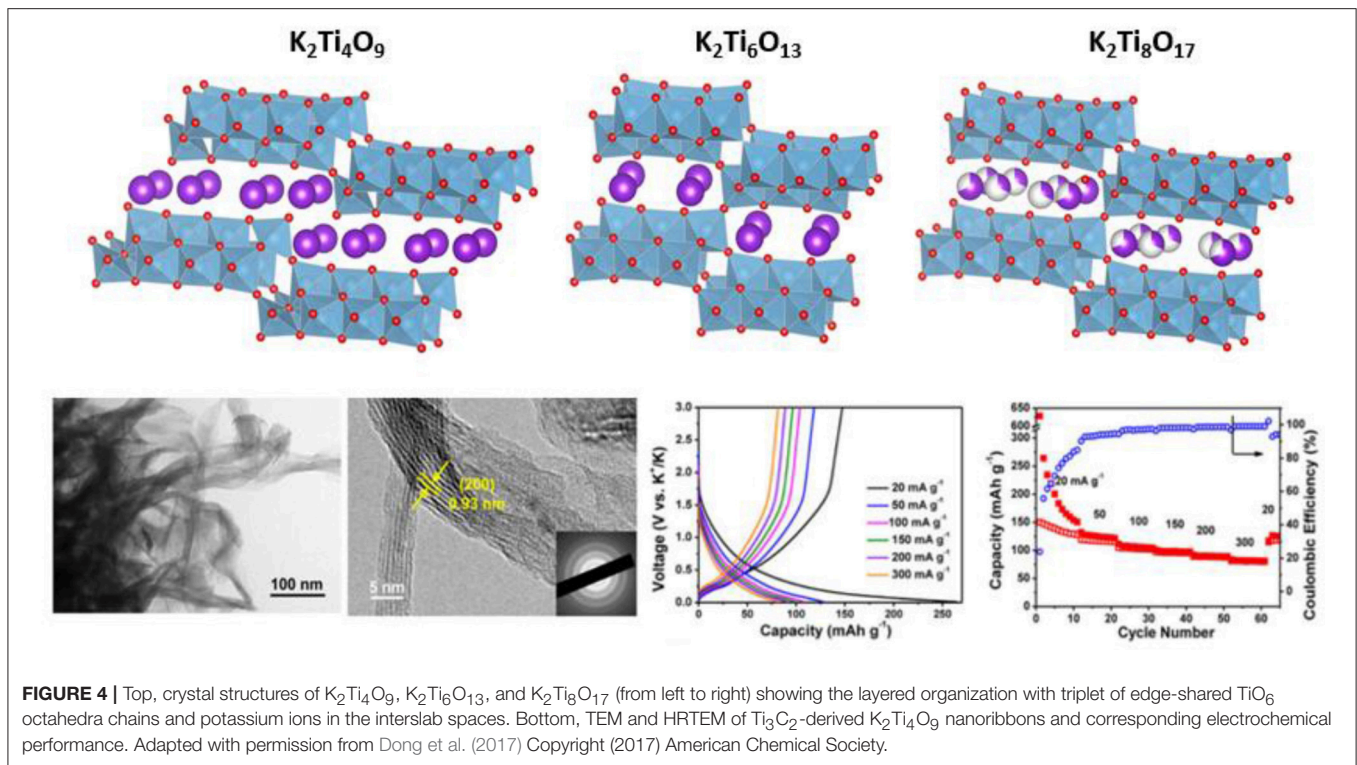 K₂Ti₄O₉ K₂Ti₆O₁₃ K₂Ti₈O₁₇
100 nm
(200)
0.93 nm
5 nm
Voltage (V vs. K⁺/K)
3.0
2.5
2.0
1.5
1.0
0.5
0.0
20 mA g⁻¹
50 mA g⁻¹
100 mA g⁻¹
150 mA g⁻¹
200 mA g⁻¹
300 mA g⁻¹
0 50 100 150 200 250
Capacity (mAh g⁻¹)
Capacity (mAh g⁻¹)
650
600
300
250
200
150
100
50
0
20 mA g⁻¹
50
100
150
200
300
20
100
80
60
40
20
0
Coulombic Efficiency (%)
0 10 20 30 40 50 60
Cycle Number
FIGURE 4 | Top, crystal structures of K₂Ti₄O₉, K₂Ti₆O₁₃, and K₂Ti₈O₁₇ (from left to right) showing the layered organization with triplet of edge-shared TiO₆
octahedra chains and potassium ions in the interslab spaces. Bottom, TEM and HRTEM of Ti₃C₂-derived K₂Ti₄O₉ nanoribbons and corresponding electrochemical
performance. Adapted with permission from Dong et al. (2017) Copyright (2017) American Chemical Society.